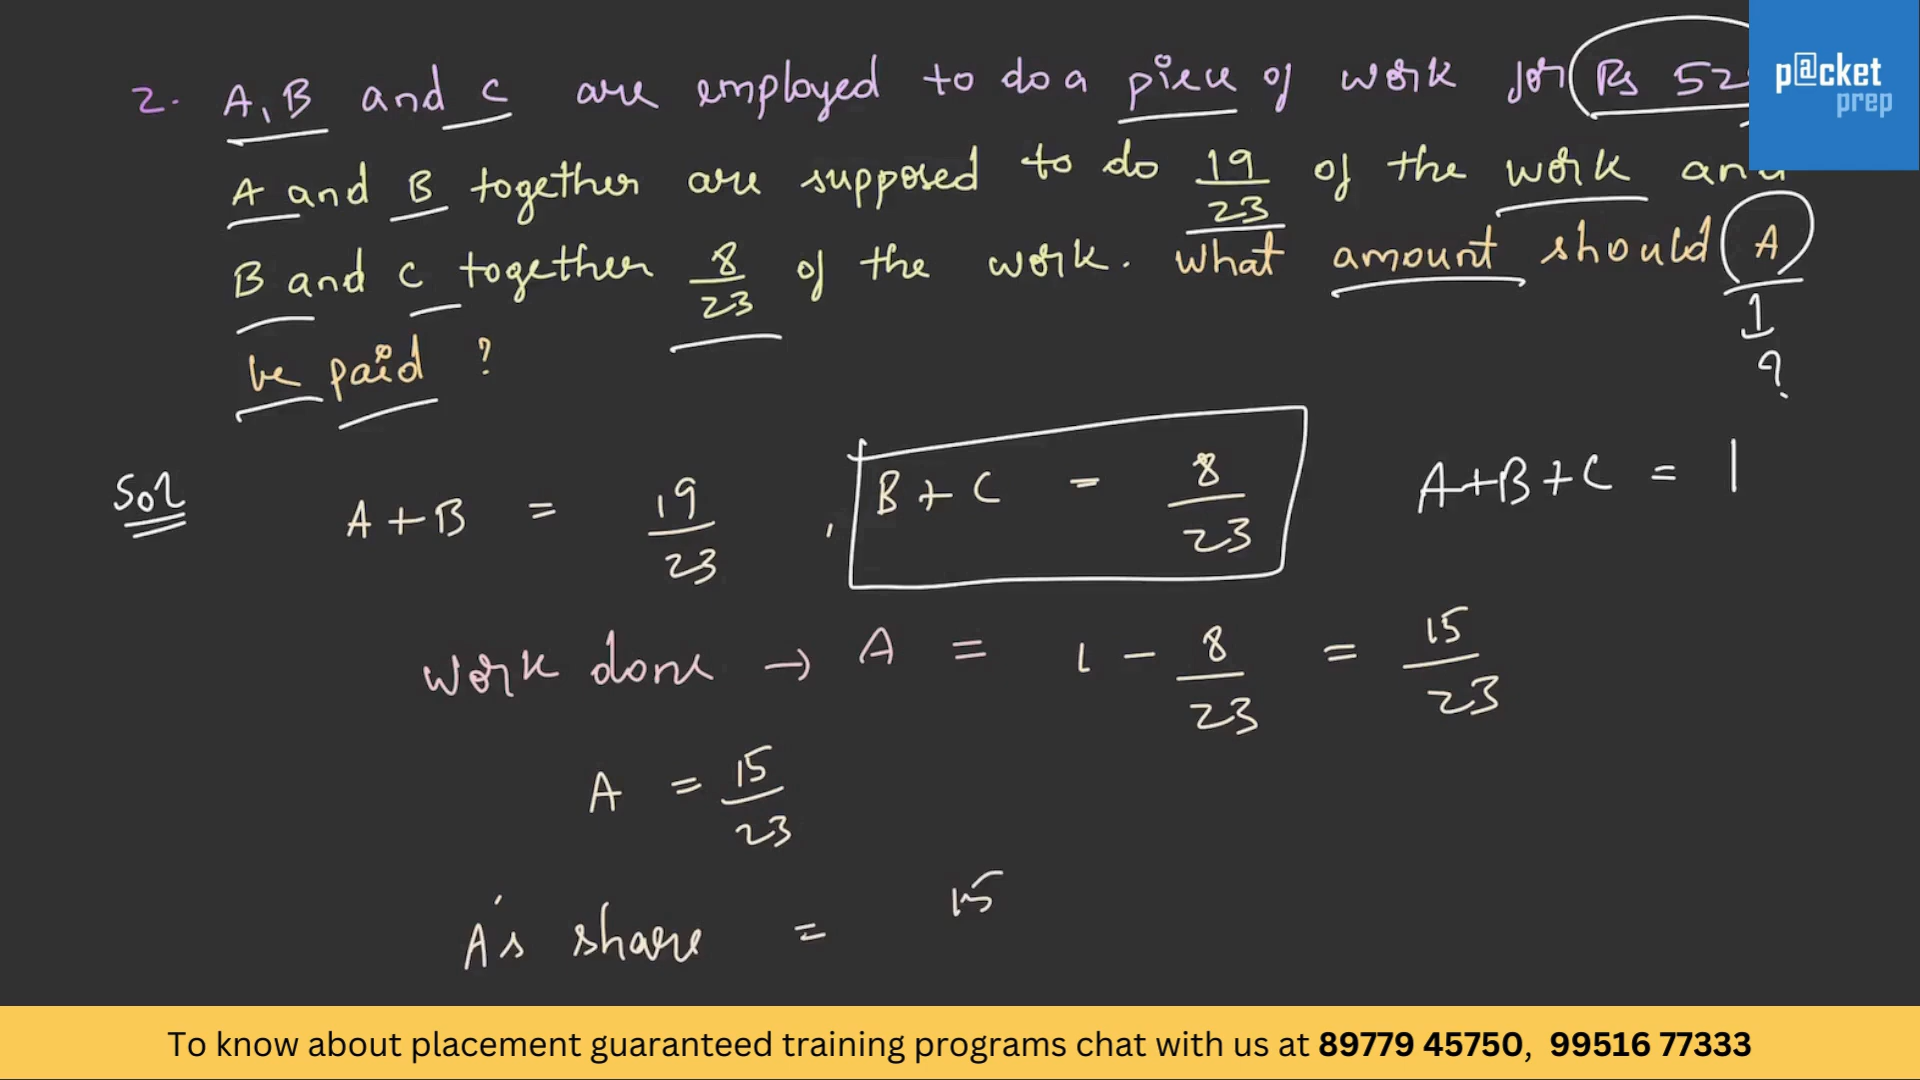 2. A, B and C are employed to do a piece of work for Rs 52
A and B together are supposed to do 19/23 of the work and
B and C together 8/23 of the work. What amount should A
be paid ?
1
?
Sol
A + B = 19/23 , B + C = 8/23 A+B+C = 1
Work done → A = 1 - 8/23 = 15/23
A = 15/23
A's share = 15
p@cket
prep
To know about placement guaranteed training programs chat with us at 89779 45750, 99516 77333